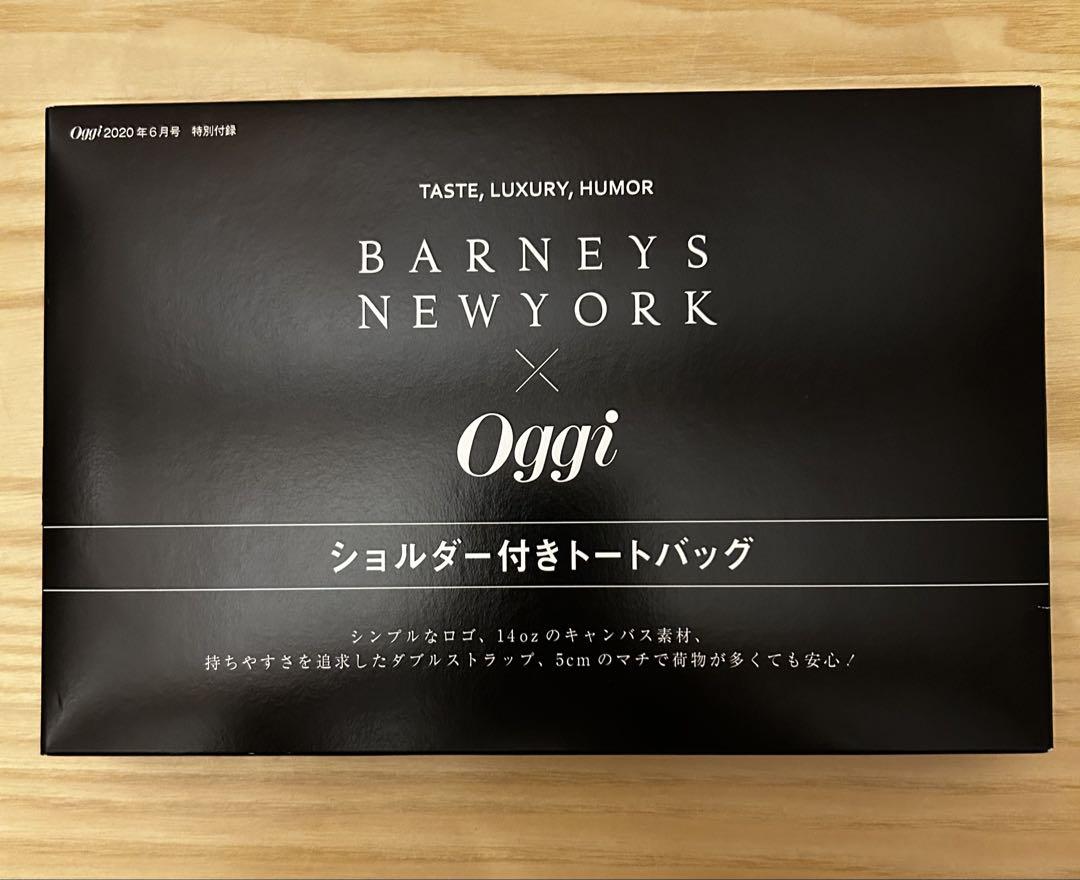 Oggi2020年6月号 特別付録
TASTE, LUXURY, HUMOR
BARNEYS
NEWYORK
×
Oggi
ショルダー付きトートバッグ
シンプルなロゴ、14ozのキャンバス素材、
持ちやすさを追求したダブルストラップ、5cmのマチで荷物が多くても安心！